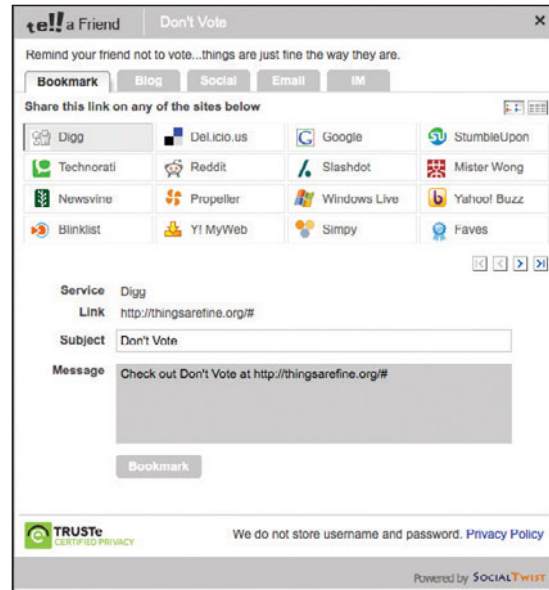 te!! a Friend Don't Vote ×
Remind your friend not to vote...things are just fine the way they are.
Bookmark Blog Social Email IM
Share this link on any of the sites below
Digg Del.icio.us Google StumbleUpon
Technorati Reddit Slashdot Mister Wong
Newsvine Propeller Windows Live Yahoo! Buzz
Blinklist Y! MyWeb Simpy Faves
Service Digg
Link http://thingsarefine.org/#
Subject Don't Vote
Message Check out Don't Vote at http://thingsarefine.org/#
Bookmark
TRUSTe
CERTIFIED PRIVACY
We do not store username and password. Privacy Policy
Powered by SOCIALTWIST